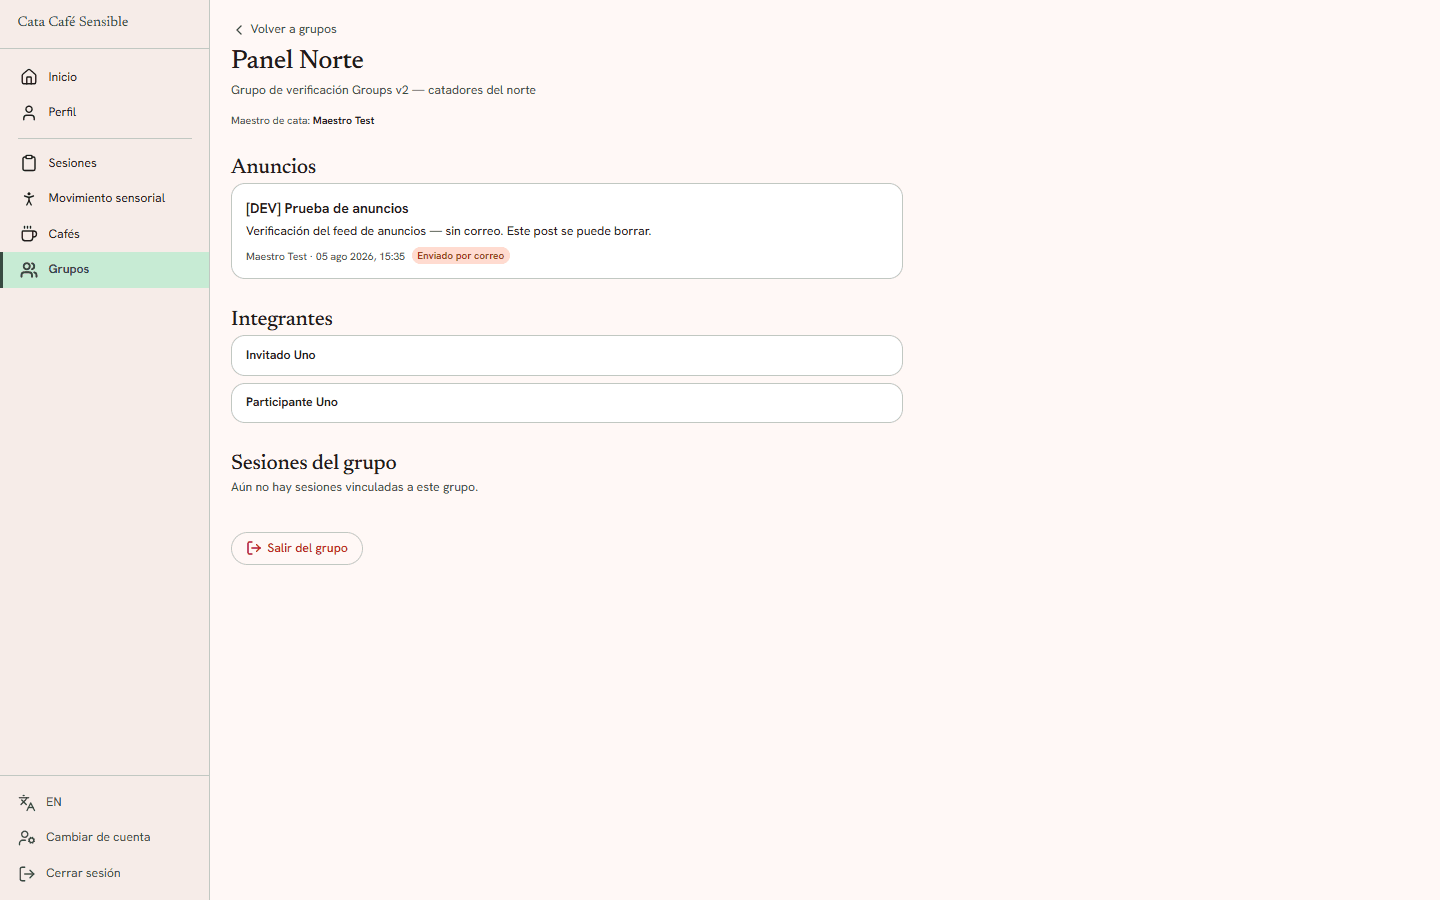 Cata Café Sensible
Inicio
Perfil
Sesiones
Movimiento sensorial
Cafés
Grupos
EN
Cambiar de cuenta
Cerrar sesión
Volver a grupos
Panel Norte
Grupo de verificación Groups v2 — catadores del norte
Maestro de cata: Maestro Test
Anuncios
[DEV] Prueba de anuncios
Verificación del feed de anuncios — sin correo. Este post se puede borrar.
Maestro Test · 05 ago 2026, 15:35 Enviado por correo
Integrantes
Invitado Uno
Participante Uno
Sesiones del grupo
Aún no hay sesiones vinculadas a este grupo.
Salir del grupo